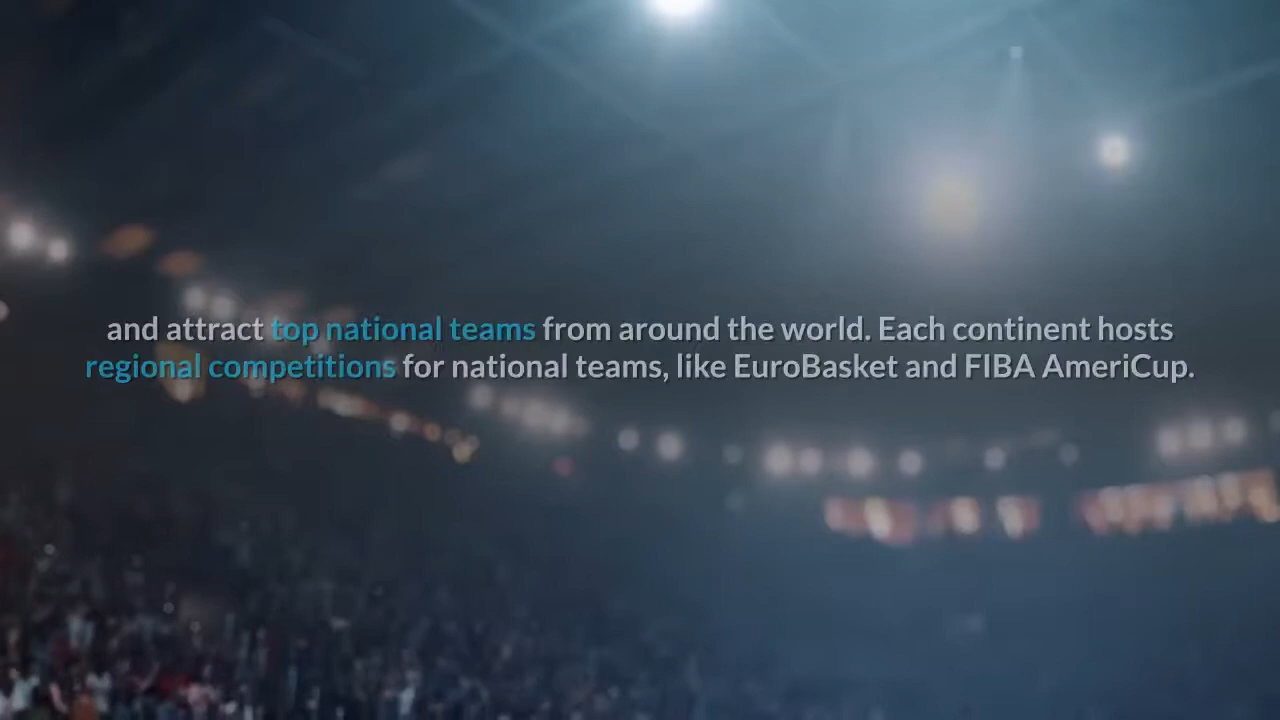 and attract top national teams from around the world. Each continent hosts
regional competitions for national teams, like EuroBasket and FIBA AmeriCup.